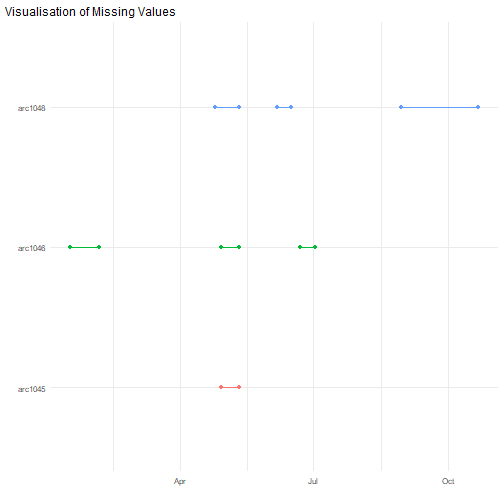 Visualisation of Missing Values
arc1048
arc1046
arc1045
Apr
Jul
Oct